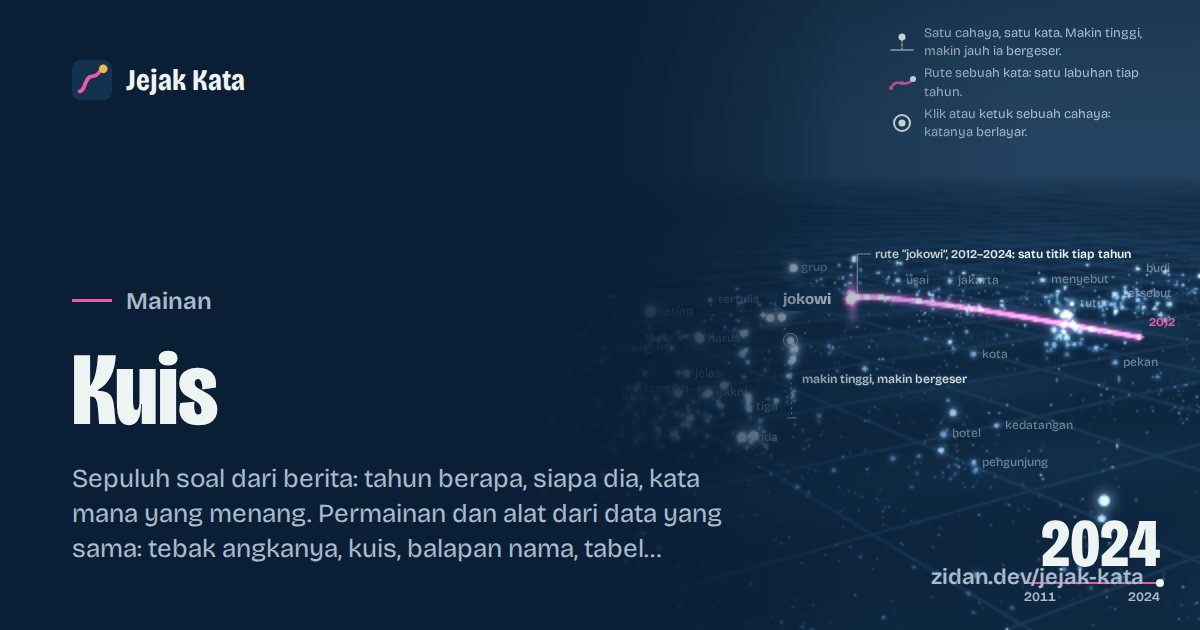 Jejak Kata
Satu cahaya, satu kata. Makin tinggi,
makin jauh ia bergeser.
Rute sebuah kata: satu labuhan tiap
tahun.
Klik atau ketuk sebuah cahaya:
katanya berlayar.
Mainan
Kuis
Sepuluh soal dari berita: tahun berapa, siapa dia, kata
mana yang menang. Permainan dan alat dari data yang
sama: tebak angkanya, kuis, balapan nama, tabel...
rute "jokowi", 2012–2024: satu titik tiap tahun
grup
usai
jakarta
menyebut
budi
tersebut
tertulis
jokowi
setiap
2012
harus
dukungan
kota
pekan
jelas
makin tinggi, makin bergeser
yakni
tiga
hotel
kedatangan
pengunjung
2024
zidan.dev/jejak-kata
2011
2024